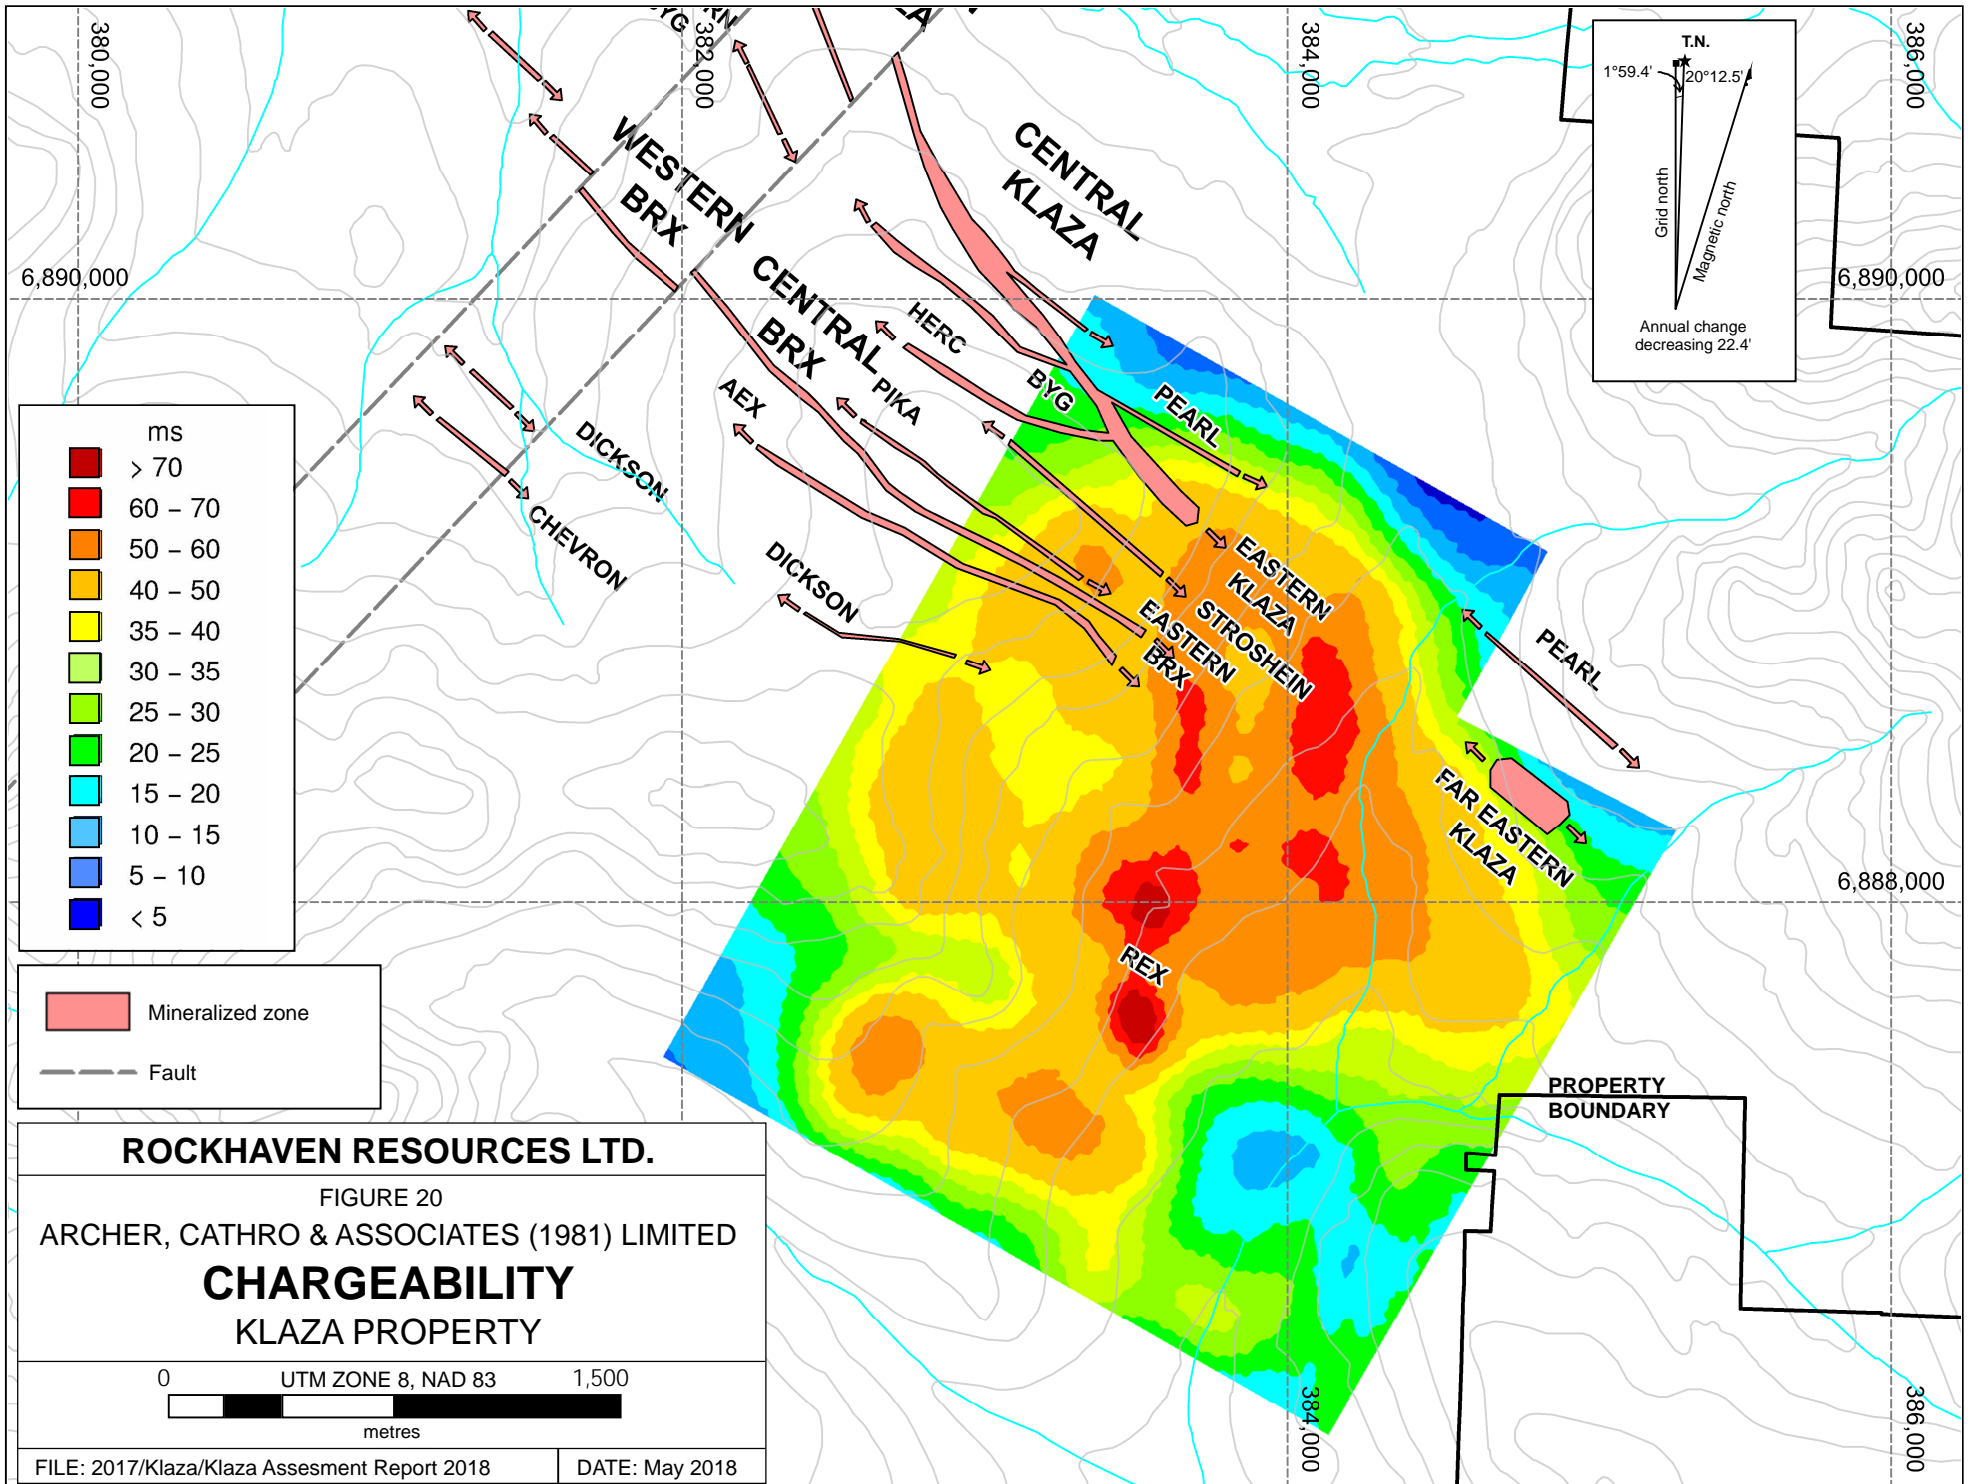 380,000
382,000
384,000
386,000
BYG
T.N.
1°59.4'
20°12.5'
Grid north
Magnetic north
Annual change
decreasing 22.4'
WESTERN
BRX
CENTRAL
KLAZA
6,890,000
6,890,000
CENTRAL
BRX
HERC
BYG
PEARL
PIKA
AEX
DICKSON
CHEVRON
DICKSON
EASTERN
KLAZA
STROSHEIN
EASTERN
BRX
PEARL
FAR EASTERN
KLAZA
6,888,000
REX
PROPERTY
BOUNDARY
ms
> 70
60 – 70
50 – 60
40 – 50
35 – 40
30 – 35
25 – 30
20 – 25
15 – 20
10 – 15
5 – 10
< 5
Mineralized zone
Fault
ROCKHAVEN RESOURCES LTD.
FIGURE 20
ARCHER, CATHRO & ASSOCIATES (1981) LIMITED
CHARGEABILITY
KLAZA PROPERTY
0 UTM ZONE 8, NAD 83 1,500
metres
FILE: 2017/Klaza/Klaza Assesment Report 2018
DATE: May 2018
384,000
386,000